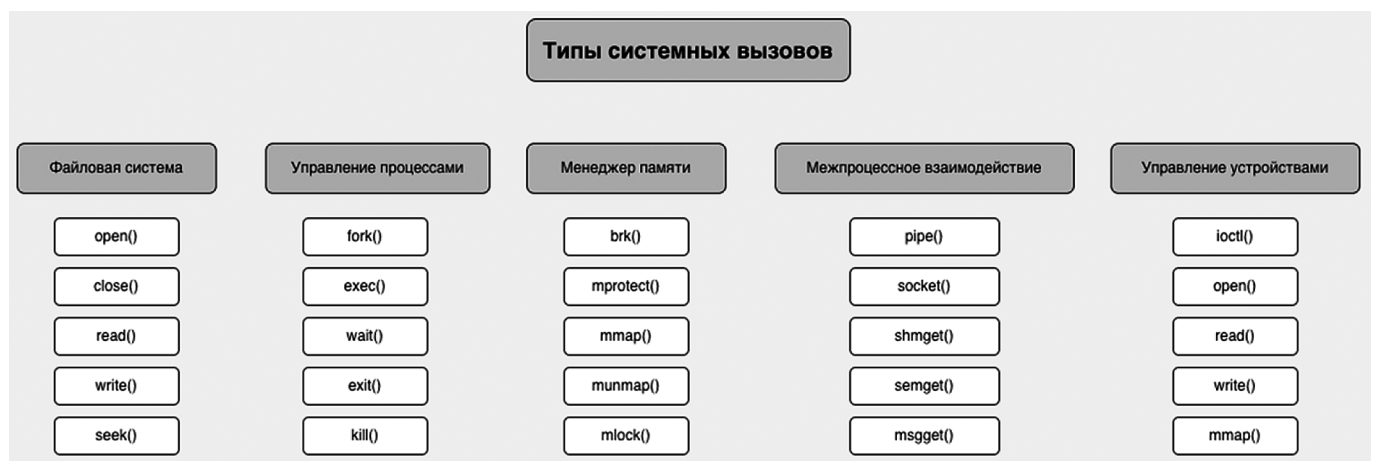 Типы системных вызовов
Файловая система
Управление процессами
Менеджер памяти
Межпроцессное взаимодействие
Управление устройствами
open()
fork()
brk()
pipe()
ioctl()
close()
exec()
mprotect()
socket()
open()
read()
wait()
mmap()
shmget()
read()
write()
exit()
munmap()
semget()
write()
seek()
kill()
mlock()
msgget()
mmap()